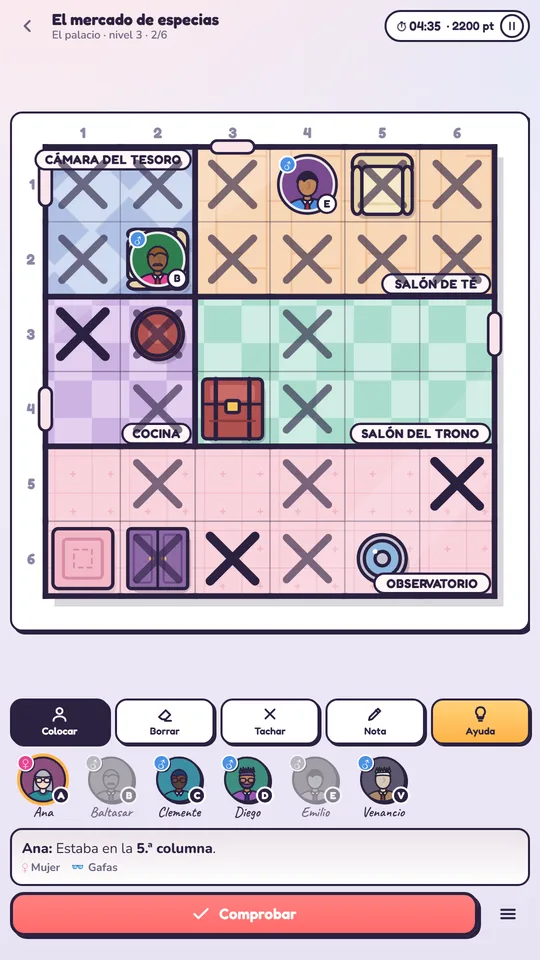 El mercado de especias
El palacio · nivel 3 · 2/6
04:35 · 2200 pt
1 2 3 4 5 6
CÁMARA DEL TESORO
1
E
2
B
SALÓN DE TÉ
3
4
COCINA
SALÓN DEL TRONO
5
6
OBSERVATORIO
Colocar
Borrar
Tachar
Nota
Ayuda
A B C D E V
Ana Baltasar Clemente Diego Emilio Venancio
Ana: Estaba en la 5.ª columna.
Mujer Gafas
Comprobar